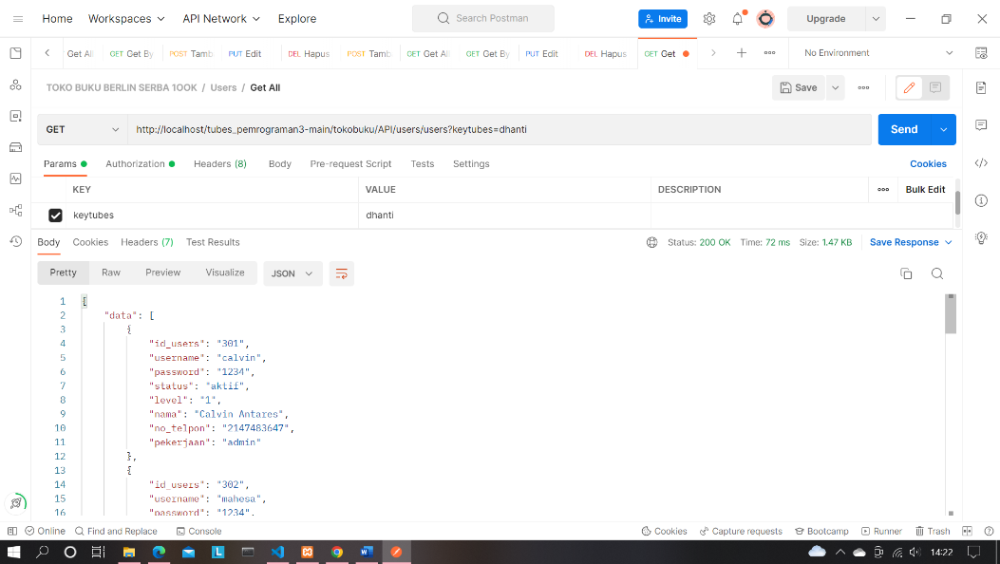 Home Workspaces API Network Explore Search Postman Invite Upgrade
Get All GET Get By POST Tamb PUT Edit DEL Hapus POST Tamb GET Get All GET Get By PUT Edit DEL Hapus GET Get No Environment
TOKO BUKU BERLIN SERBA 1OOK / Users / Get All Save
GET http://localhost/tubes_pemrograman3-main/tokobuku/API/users/users?keytubes=dhanti Send
Params Authorization Headers (8) Body Pre-request Script Tests Settings Cookies
KEY VALUE DESCRIPTION Bulk Edit
keytubes dhanti
Body Cookies Headers (7) Test Results Status: 200 OK Time: 72 ms Size: 1.47 KB Save Response
Pretty Raw Preview Visualize JSON
1 {
2 "data": [
3 {
4 "id_users": "301",
5 "username": "calvin",
6 "password": "1234",
7 "status": "aktif",
8 "level": "1",
9 "nama": "Calvin Antares",
10 "no_telpon": "2147483647",
11 "pekerjaan": "admin"
12 },
13 {
14 "id_users": "302",
15 "username": "mahesa",
16 "password": "1234",
Online Find and Replace Console Cookies Capture requests Bootcamp Runner Trash
14:22